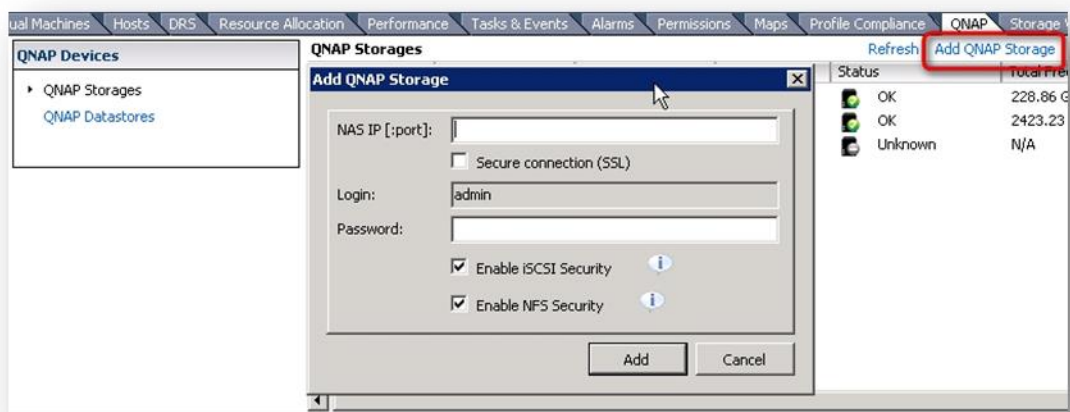 ual Machines Hosts DRS Resource Allocation Performance Tasks & Events Alarms Permissions Maps Profile Compliance QNAP Storage
QNAP Devices
QNAP Storages
QNAP Datastores
QNAP Storages
Refresh Add QNAP Storage
Status Total Fre
OK 228.86 G
OK 2423.23
Unknown N/A
Add QNAP Storage
NAS IP [:port]:
Secure connection (SSL)
Login: admin
Password:
Enable iSCSI Security
Enable NFS Security
Add Cancel